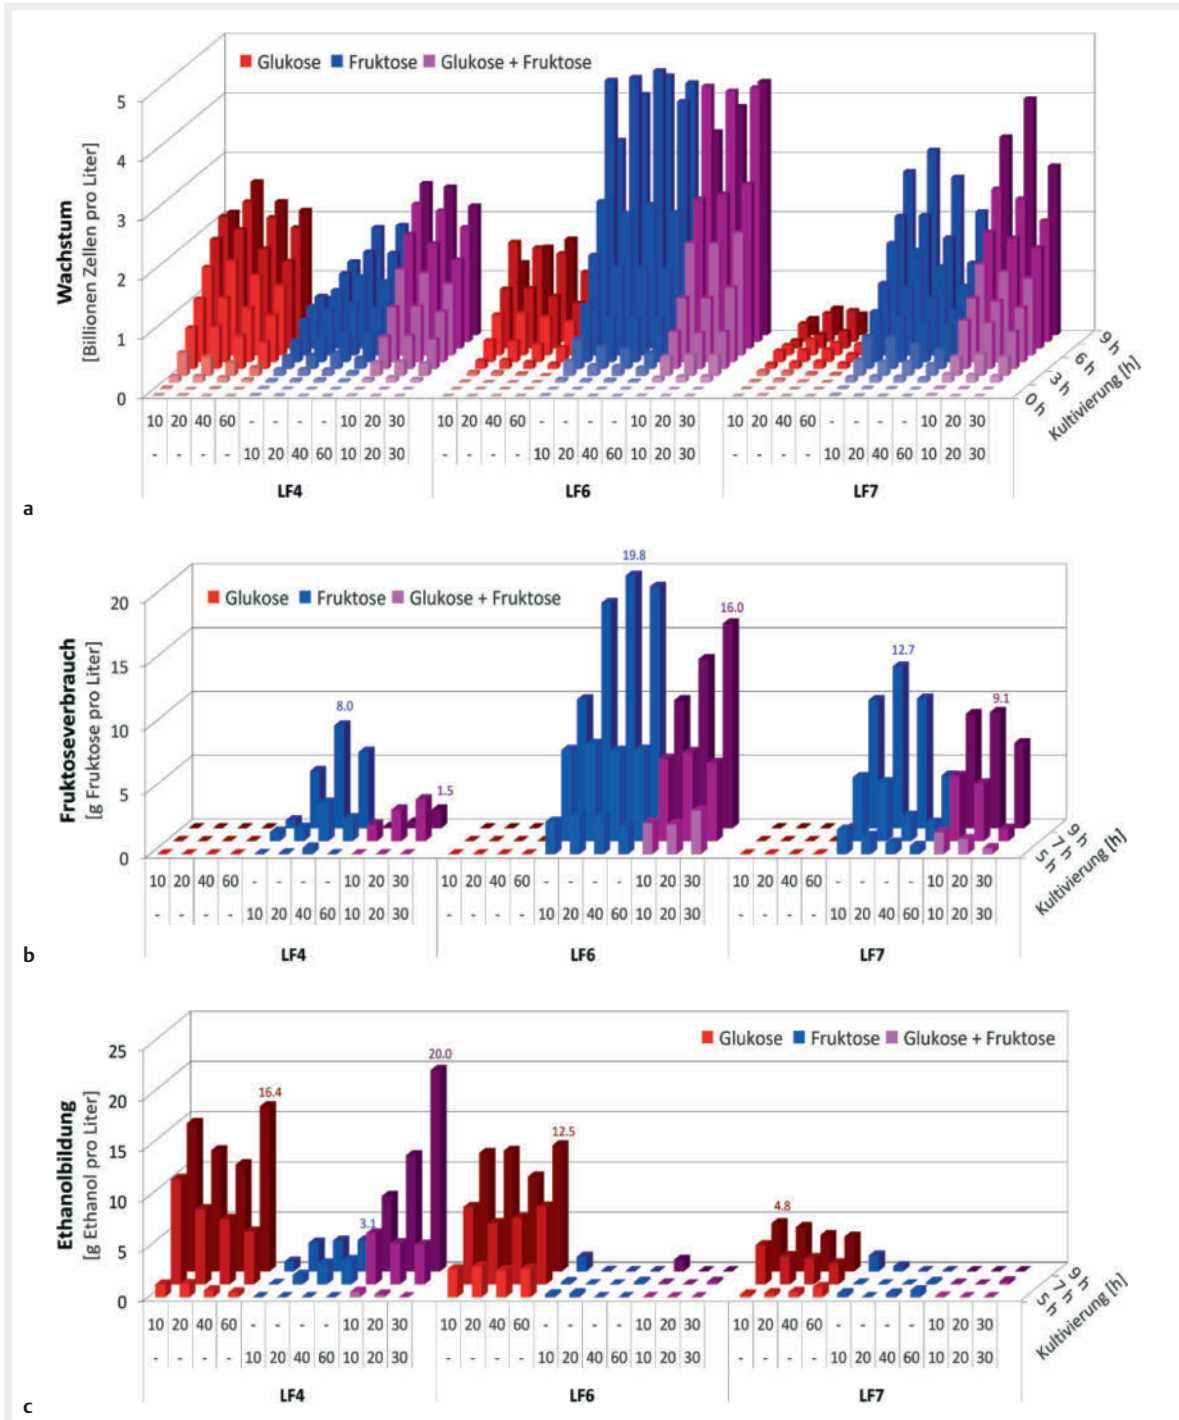 Glukose Fruktose Glukose + Fruktose
Wachstum
[Billionen Zellen pro Liter]
5
4
3
2
1
0
9 h
6 h
3 h
0 h
Kultivierung [h]
10 20 40 60 - - - - 10 20 30 10 20 40 60 - - - - 10 20 30 10 20 40 60 - - - - 10 20 30
- - - - 10 20 40 60 10 20 30 - - - - 10 20 40 60 10 20 30 - - - - 10 20 40 60 10 20 30
LF4 LF6 LF7
a
19.8
Glukose Fruktose Glukose + Fruktose
16.0
12.7
8.0
9.1
1.5
Fruktoseverbrauch
[g Fruktose pro Liter]
20
15
10
5
0
9 h
7 h
5 h
Kultivierung [h]
10 20 40 60 - - - - 10 20 30 10 20 40 60 - - - - 10 20 30 10 20 40 60 - - - - 10 20 30
- - - - 10 20 40 60 10 20 30 - - - - 10 20 40 60 10 20 30 - - - - 10 20 40 60 10 20 30
LF4 LF6 LF7
b
Glukose Fruktose Glukose + Fruktose
20.0
16.4
12.5
4.8
3.1
Ethanolbildung
[g Ethanol pro Liter]
25
20
15
10
5
0
9 h
7 h
5 h
Kultivierung [h]
10 20 40 60 - - - - 10 20 30 10 20 40 60 - - - - 10 20 30 10 20 40 60 - - - - 10 20 30
- - - - 10 20 40 60 10 20 30 - - - - 10 20 40 60 10 20 30 - - - - 10 20 40 60 10 20 30
LF4 LF6 LF7
c